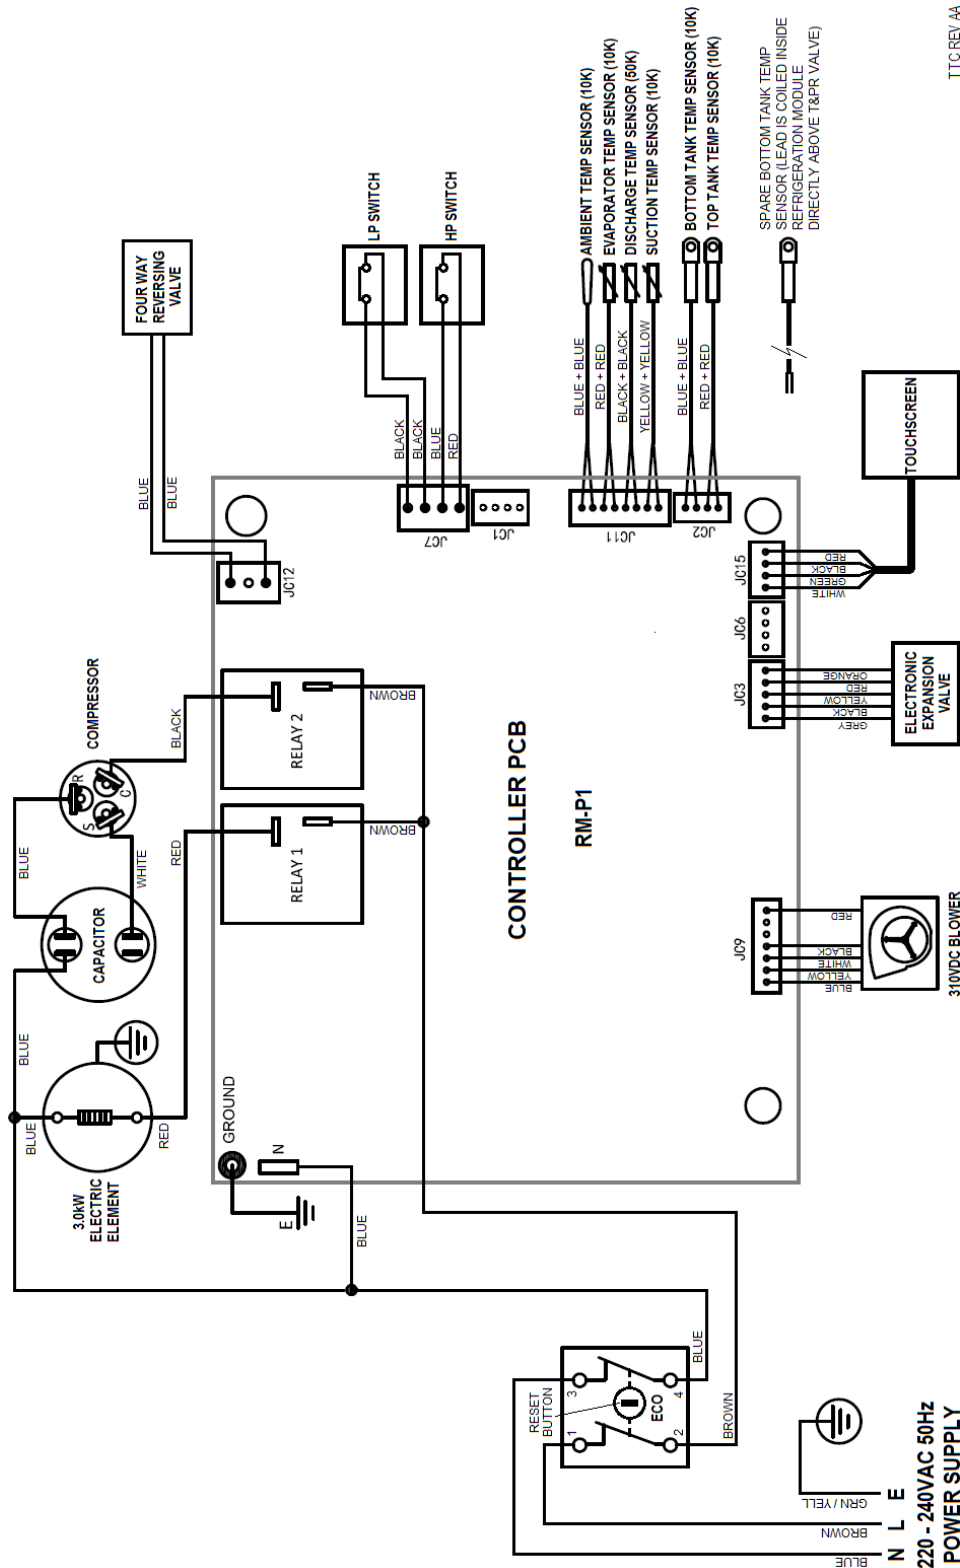 TTC REV AA
FOUR WAY
REVERSING
VALVE
BLUE
BLUE
LP SWITCH
HP SWITCH
BLACK
BLACK
BLUE
RED
AMBIENT TEMP SENSOR (10K)
EVAPORATOR TEMP SENSOR (10K)
DISCHARGE TEMP SENSOR (50K)
SUCTION TEMP SENSOR (10K)
BOTTOM TANK TEMP SENSOR (10K)
TOP TANK TEMP SENSOR (10K)
SPARE BOTTOM TANK TEMP
SENSOR (LEAD IS COILED INSIDE
REFRIGERATION MODULE
DIRECTLY ABOVE T&PR VALVE)
BLUE + BLUE
RED + RED
BLACK + BLACK
YELLOW + YELLOW
BLUE + BLUE
RED + RED
JC12
JC7
JC1
JC11
JC2
JC15
RED
BLACK
GREEN
WHITE
TOUCHSCREEN
JC6
JC3
ORANGE
RED
YELLOW
BLACK
GREY
ELECTRONIC
EXPANSION
VALVE
COMPRESSOR
R
S
C
BLACK
BLUE
WHITE
RED
CAPACITOR
BLUE
RELAY 2
BROWN
RELAY 1
BROWN
CONTROLLER PCB
RM-P1
JC9
RED
BLACK
WHITE
YELLOW
BLUE
310VDC BLOWER
BLUE
RED
3.0kW
ELECTRIC
ELEMENT
GROUND
N
E
BLUE
RESET
BUTTON
1
3
ECO
2
4
BLUE
BROWN
GRN / YELL
BROWN
BLUE
N L E
220 - 240VAC 50Hz
POWER SUPPLY